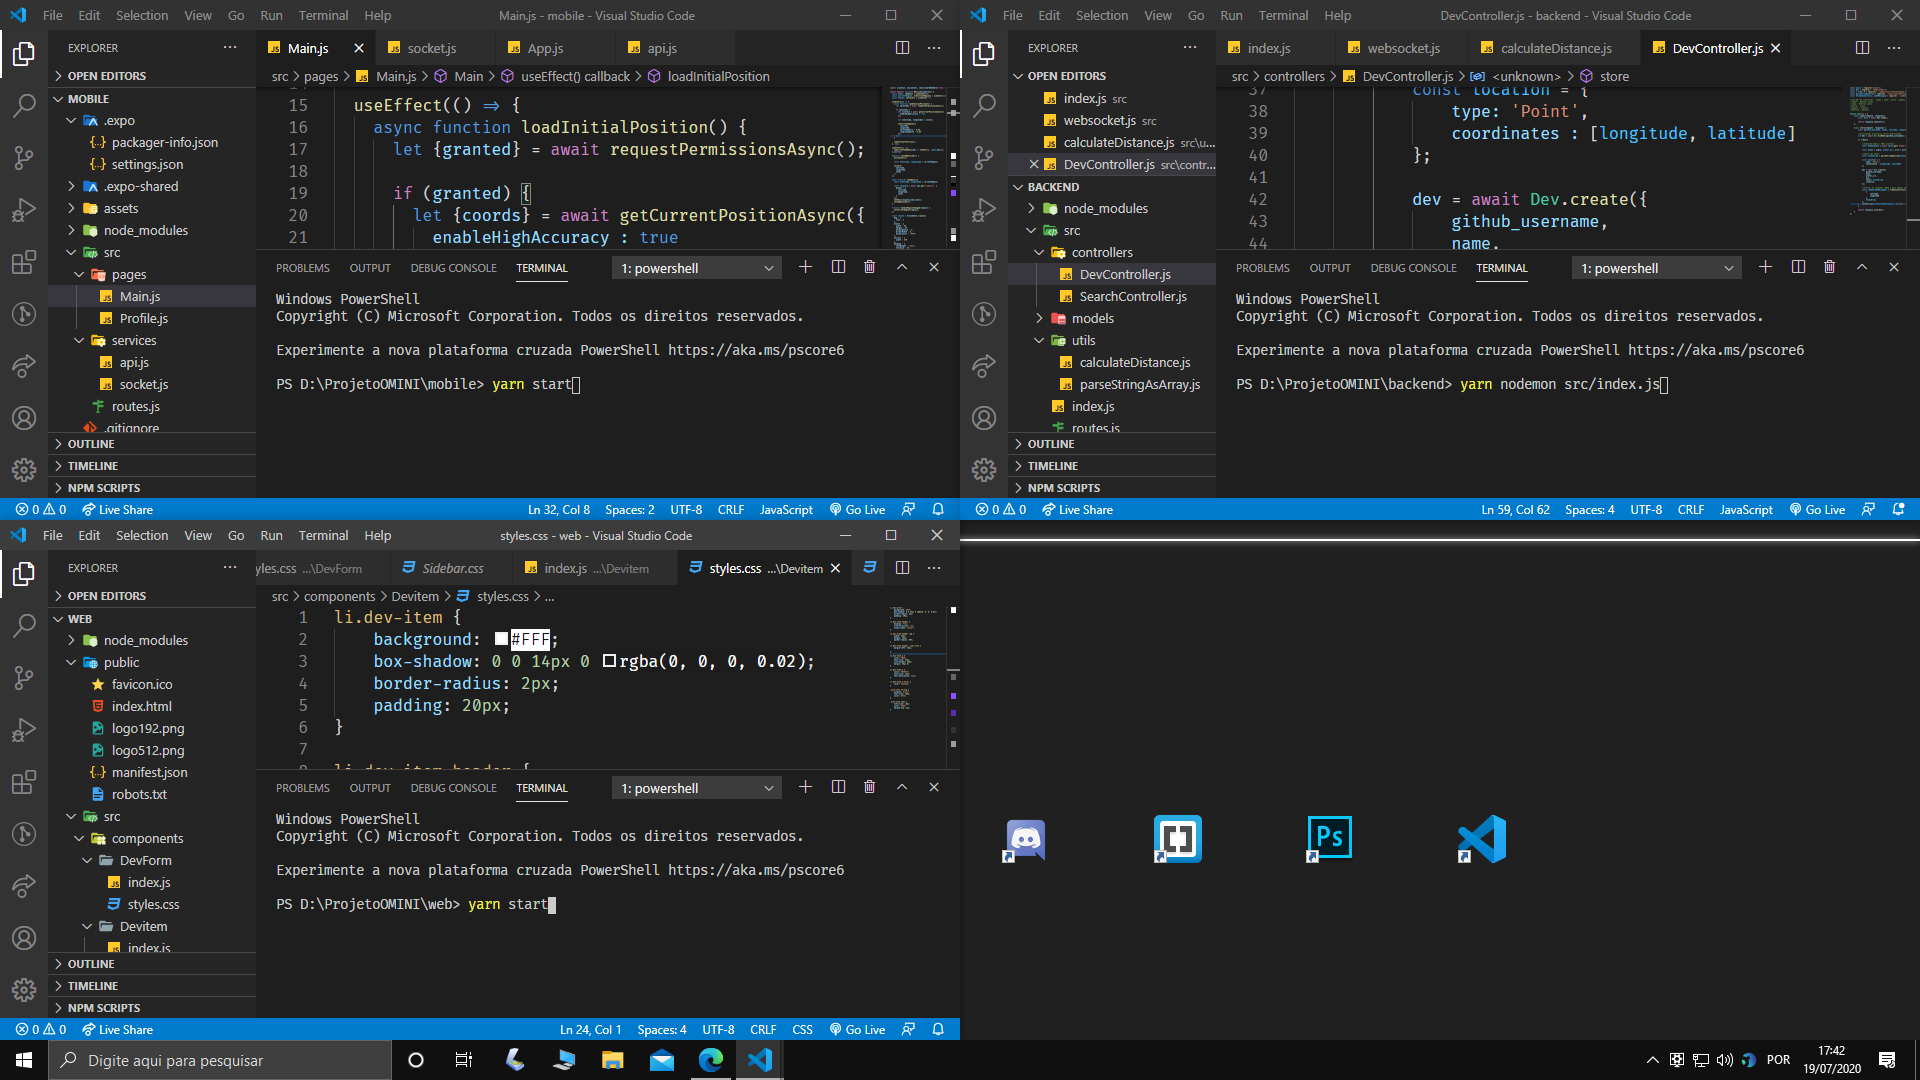 File Edit Selection View Go Run Terminal Help
Main.js - mobile - Visual Studio Code
EXPLORER
OPEN EDITORS
MOBILE
.expo
packager-info.json
settings.json
.expo-shared
assets
node_modules
src
pages
Main.js
Profile.js
services
api.js
socket.js
routes.js
.gitignore
OUTLINE
TIMELINE
NPM SCRIPTS
Main.js socket.js App.js api.js
src > pages > Main.js > Main > useEffect() callback > loadInitialPosition
15 useEffect(() => {
16 async function loadInitialPosition() {
17 let {granted} = await requestPermissionsAsync();
18
19 if (granted) {
20 let {coords} = await getCurrentPositionAsync({
21 enableHighAccuracy : true
PROBLEMS OUTPUT DEBUG CONSOLE TERMINAL 1: powershell
Windows PowerShell
Copyright (C) Microsoft Corporation. Todos os direitos reservados.
Experimente a nova plataforma cruzada PowerShell https://aka.ms/pscore6
PS D:\ProjetoOMINI\mobile> yarn start
0 0 Live Share Ln 32, Col 8 Spaces: 2 UTF-8 CRLF JavaScript Go Live
File Edit Selection View Go Run Terminal Help
DevController.js - backend - Visual Studio Code
EXPLORER
OPEN EDITORS
index.js src
websocket.js src
calculateDistance.js src\u...
DevController.js src\contr...
BACKEND
node_modules
src
controllers
DevController.js
SearchController.js
models
utils
calculateDistance.js
parseStringAsArray.js
index.js
routes.js
OUTLINE
TIMELINE
NPM SCRIPTS
index.js websocket.js calculateDistance.js DevController.js
src > controllers > DevController.js > <unknown> > store
37 const location = {
38 type: 'Point',
39 coordinates : [longitude, latitude]
40 };
41
42 dev = await Dev.create({
43 github_username,
44 name,
PROBLEMS OUTPUT DEBUG CONSOLE TERMINAL 1: powershell
Windows PowerShell
Copyright (C) Microsoft Corporation. Todos os direitos reservados.
Experimente a nova plataforma cruzada PowerShell https://aka.ms/pscore6
PS D:\ProjetoOMINI\backend> yarn nodemon src/index.js
0 0 Live Share Ln 59, Col 62 Spaces: 4 UTF-8 CRLF JavaScript Go Live
File Edit Selection View Go Run Terminal Help
styles.css - web - Visual Studio Code
EXPLORER
OPEN EDITORS
WEB
node_modules
public
favicon.ico
index.html
logo192.png
logo512.png
manifest.json
robots.txt
src
components
DevForm
index.js
styles.css
Devitem
index.js
OUTLINE
TIMELINE
NPM SCRIPTS
yles.css ...\DevForm Sidebar.css index.js ...\Devitem styles.css ...\Devitem
src > components > Devitem > styles.css > ...
1 li.dev-item {
2 background: #FFF;
3 box-shadow: 0 0 14px 0 rgba(0, 0, 0, 0.02);
4 border-radius: 2px;
5 padding: 20px;
6 }
7
8 li.dev-item header {
PROBLEMS OUTPUT DEBUG CONSOLE TERMINAL 1: powershell
Windows PowerShell
Copyright (C) Microsoft Corporation. Todos os direitos reservados.
Experimente a nova plataforma cruzada PowerShell https://aka.ms/pscore6
PS D:\ProjetoOMINI\web> yarn start
0 0 Live Share Ln 24, Col 1 Spaces: 4 UTF-8 CRLF CSS Go Live
Ps
Digite aqui para pesquisar
POR
17:42
19/07/2020